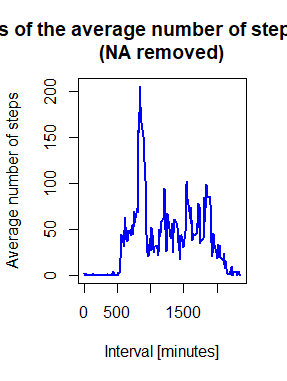 s of the average number of step
(NA removed)
Average number of steps
200
150
100
50
0
0 500 1500
Interval [minutes]